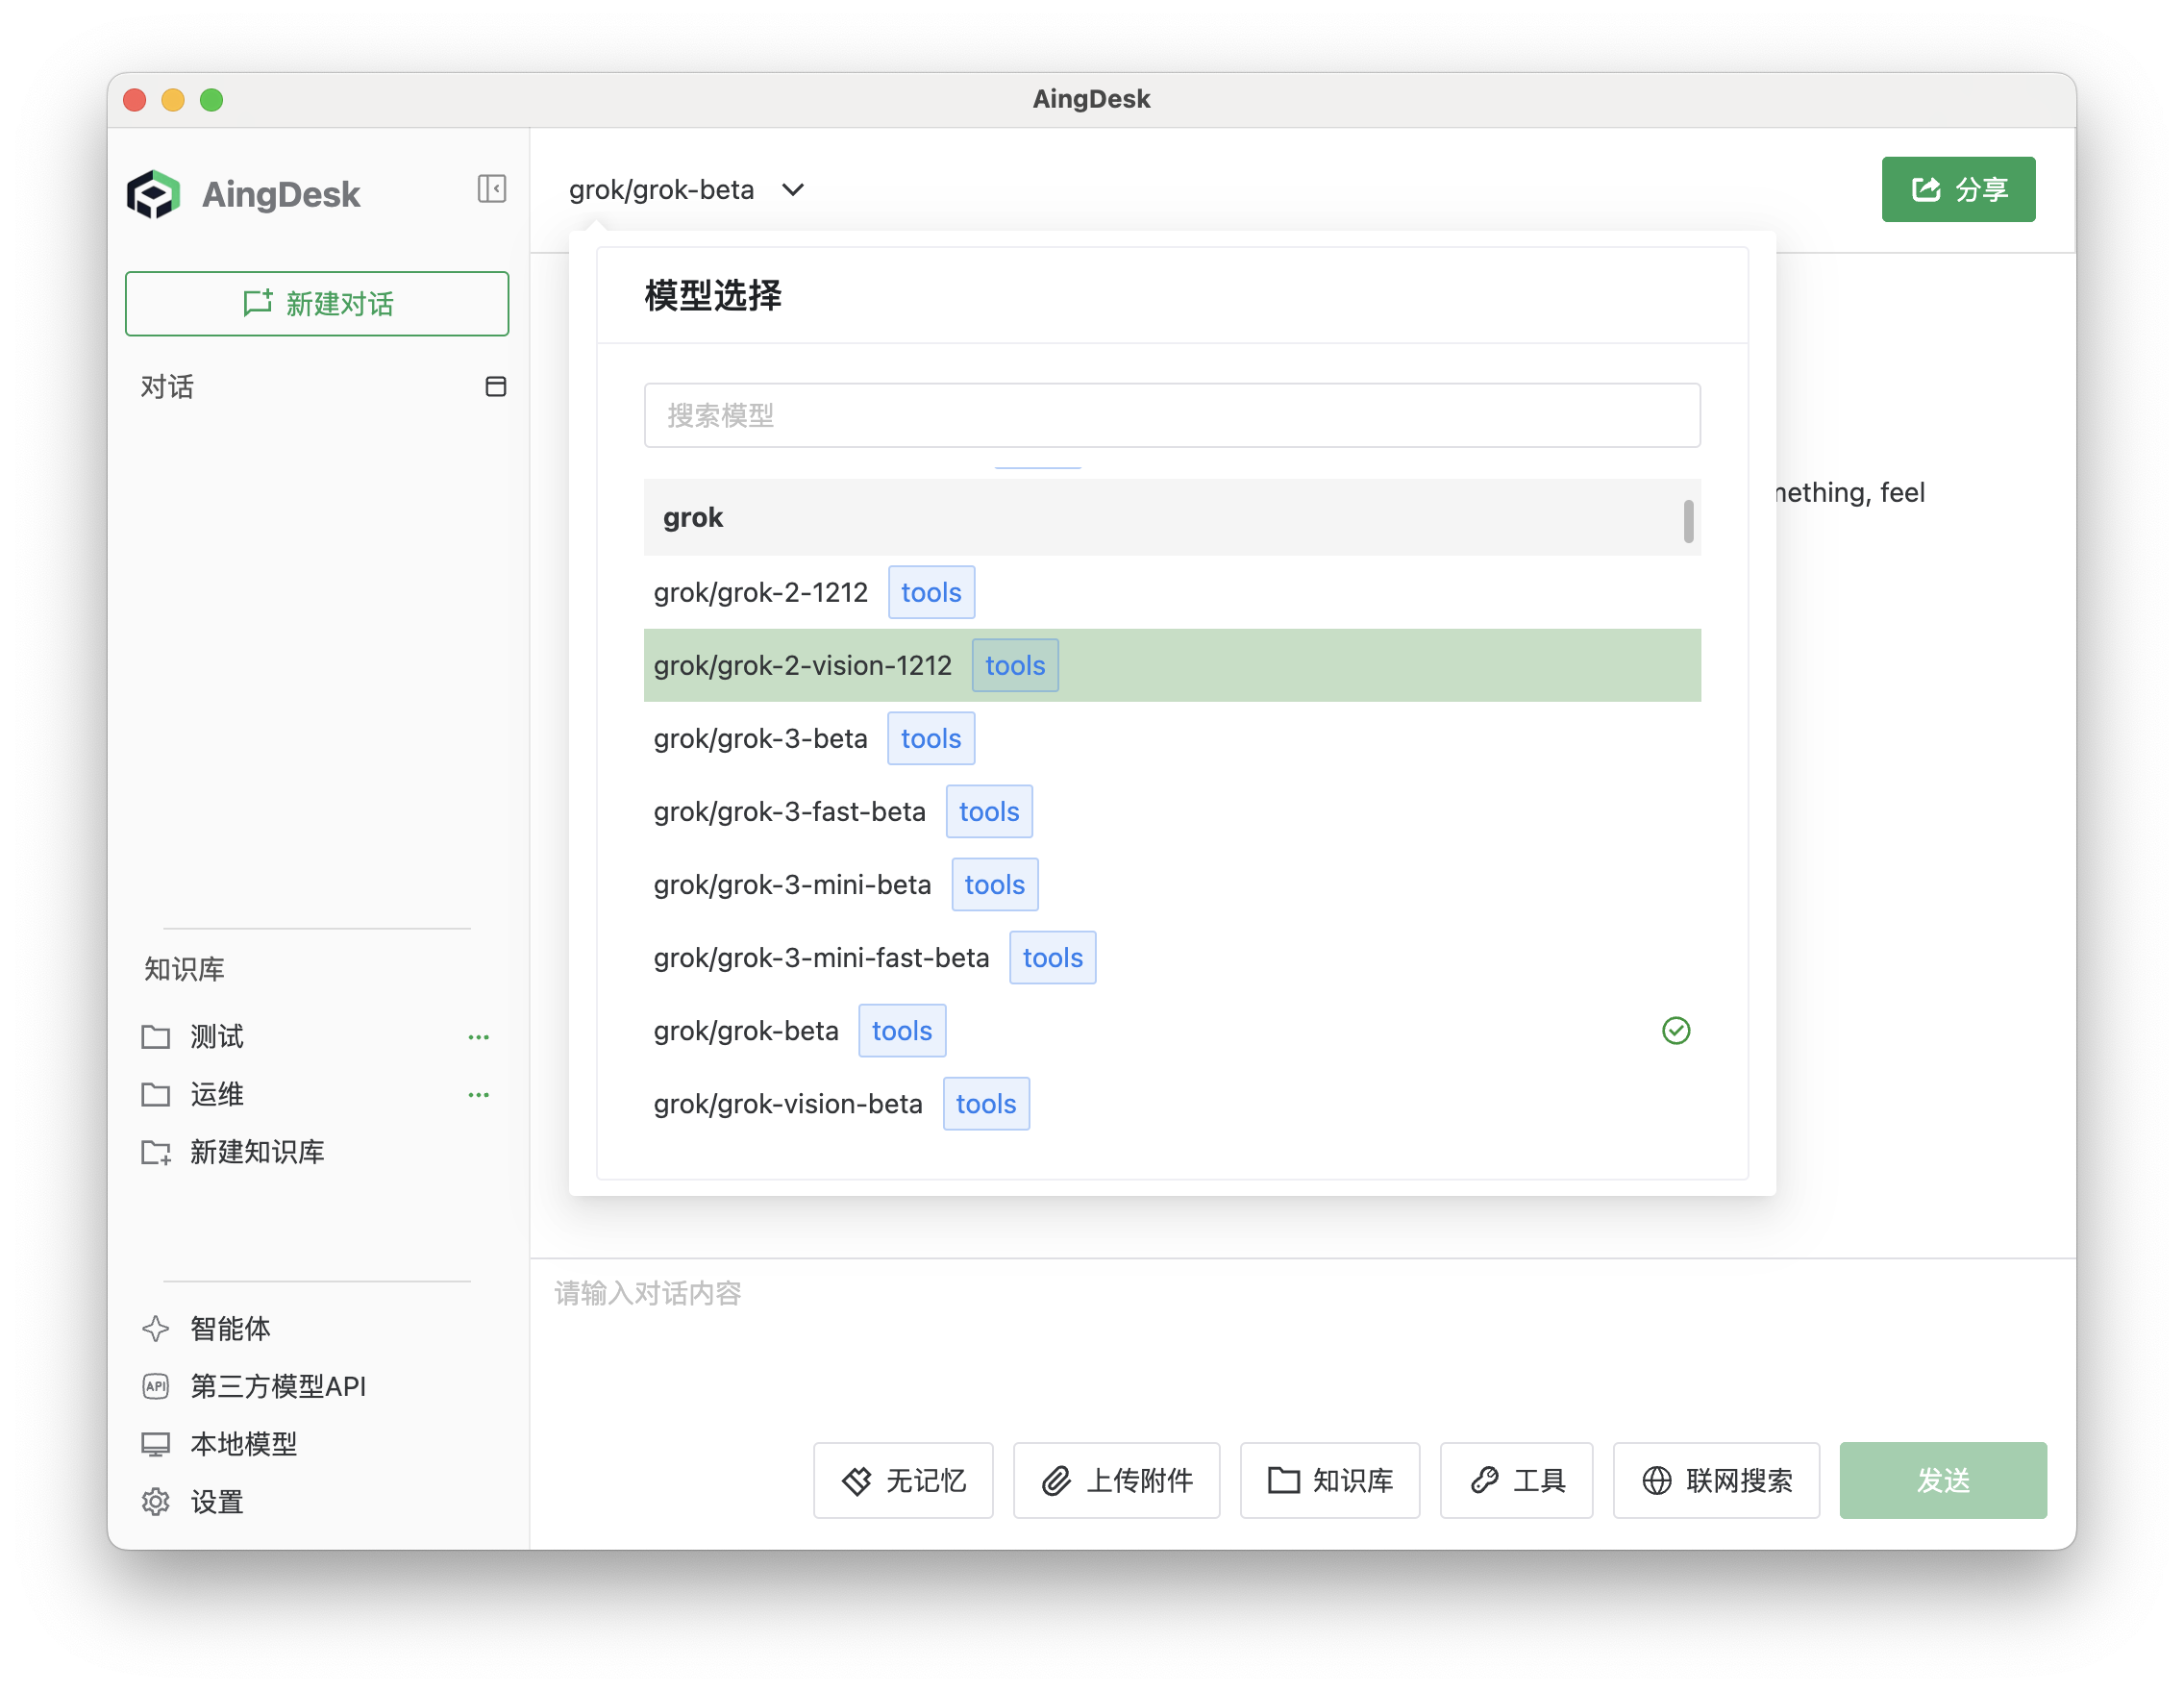 AingDesk
AingDesk
新建对话
对话
知识库
测试
运维
新建知识库
智能体
API 第三方模型API
本地模型
设置
grok/grok-beta
分享
模型选择
搜索模型
grok
grok/grok-2-1212 tools
grok/grok-2-vision-1212 tools
grok/grok-3-beta tools
grok/grok-3-fast-beta tools
grok/grok-3-mini-beta tools
grok/grok-3-mini-fast-beta tools
grok/grok-beta tools
grok/grok-vision-beta tools
feel
请输入对话内容
无记忆 上传附件 知识库 工具 联网搜索 发送